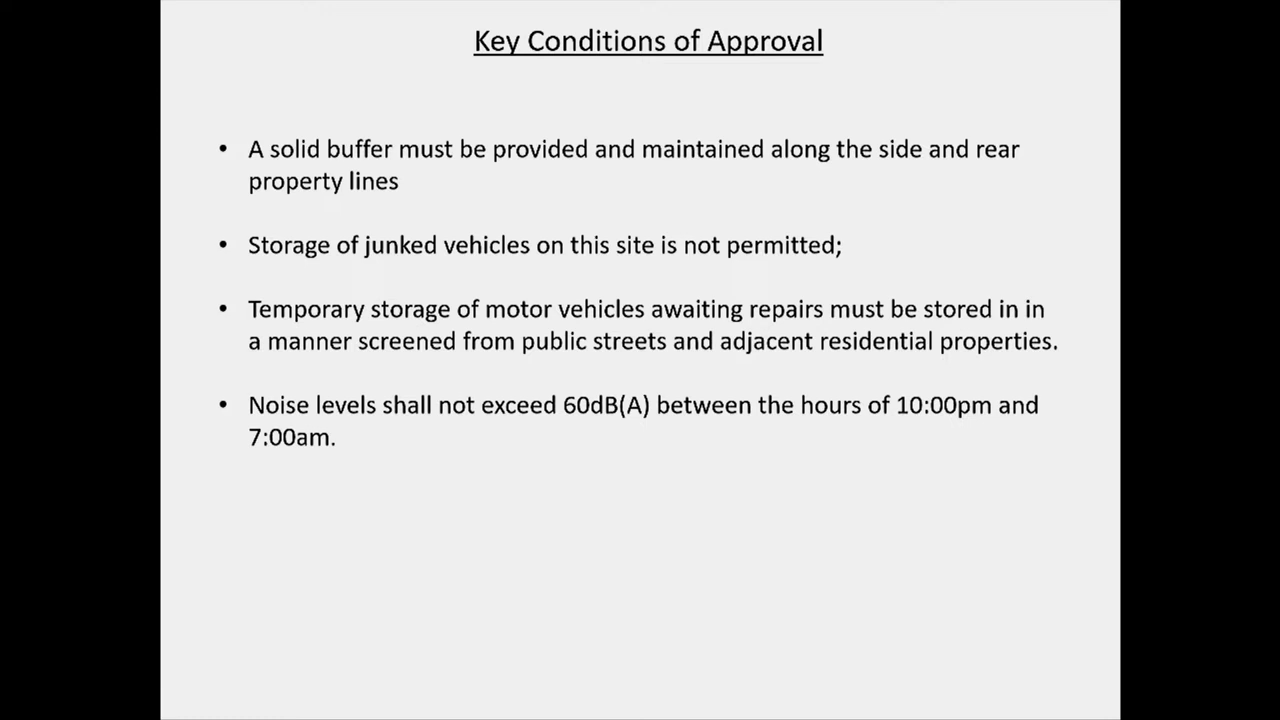 Key Conditions of Approval
• A solid buffer must be provided and maintained along the side and rear
property lines
• Storage of junked vehicles on this site is not permitted;
• Temporary storage of motor vehicles awaiting repairs must be stored in in
a manner screened from public streets and adjacent residential properties.
• Noise levels shall not exceed 60dB(A) between the hours of 10:00pm and
7:00am.